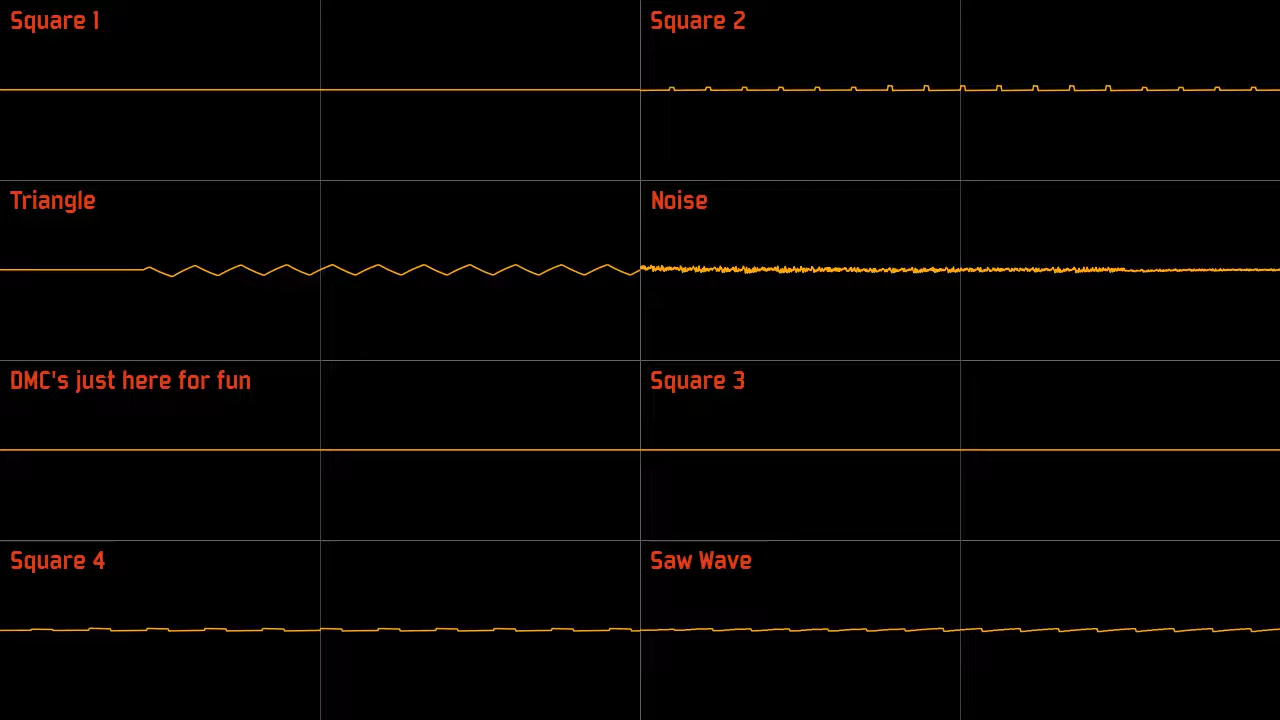 Square 1
Square 2
Triangle
Noise
DMC's just here for fun
Square 3
Square 4
Saw Wave